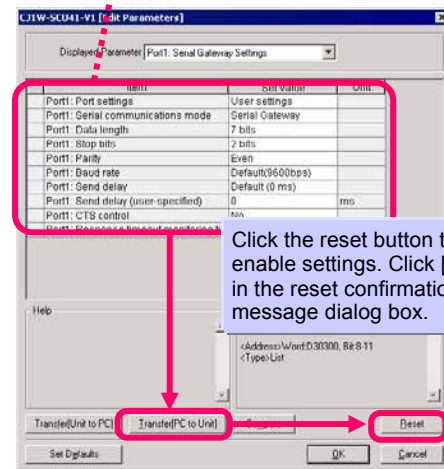 CJ1W-SCU41-V1 [Edit Parameters]
Displayed Parameter Port1: Serial Gateway Settings
Item Set Value Unit
Port1: Port settings User settings
Port1: Serial communications mode Serial Gateway
Port1: Data length 7 bits
Port1: Stop bits 2 bits
Port1: Parity Even
Port1: Baud rate Default(9600bps)
Port1: Send delay Default (0 ms)
Port1: Send delay (user-specified) 0 ms
Port1: CTS control No
Port1: Response timeout monitoring
Click the reset button
enable settings. Click [
in the reset confirmatio
message dialog box.
Help
<Address>Word:D30300, Bit:8-11
<Type>List
Transfer[Unit to PC] Transfer[PC to Unit] Reset
Set Defaults OK Cancel